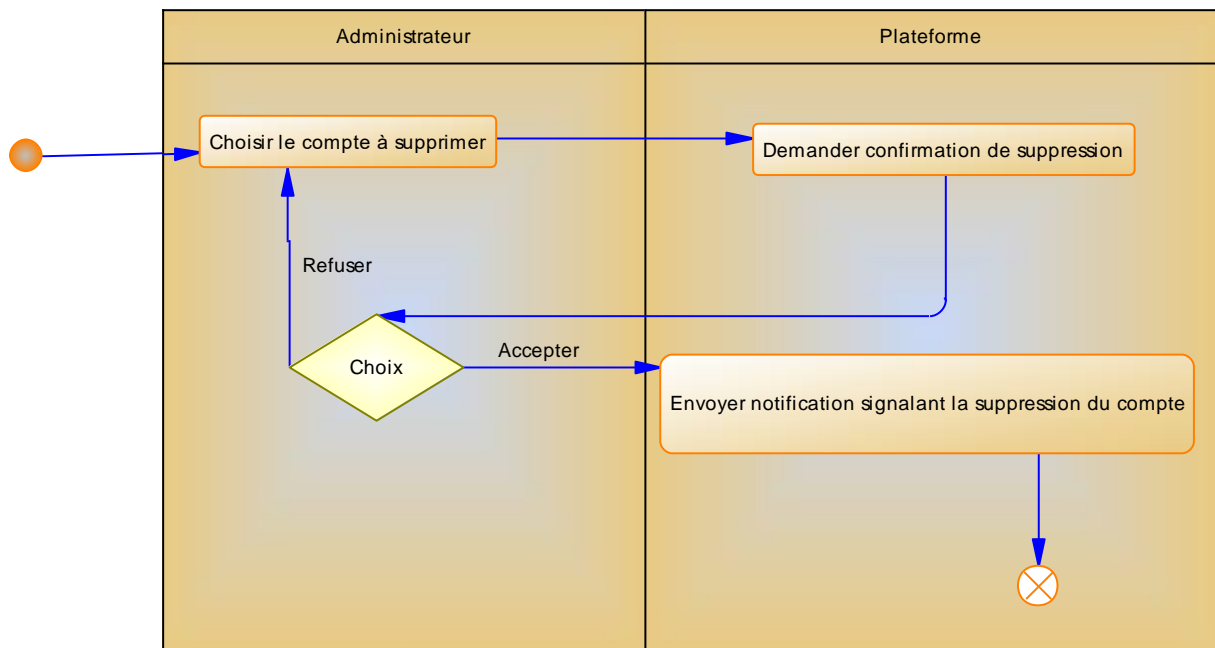 Administrateur
Plateforme
Choisir le compte à supprimer
Demander confirmation de suppression
Refuser
Choix
Accepter
Envoyer notification signalant la suppression du compte